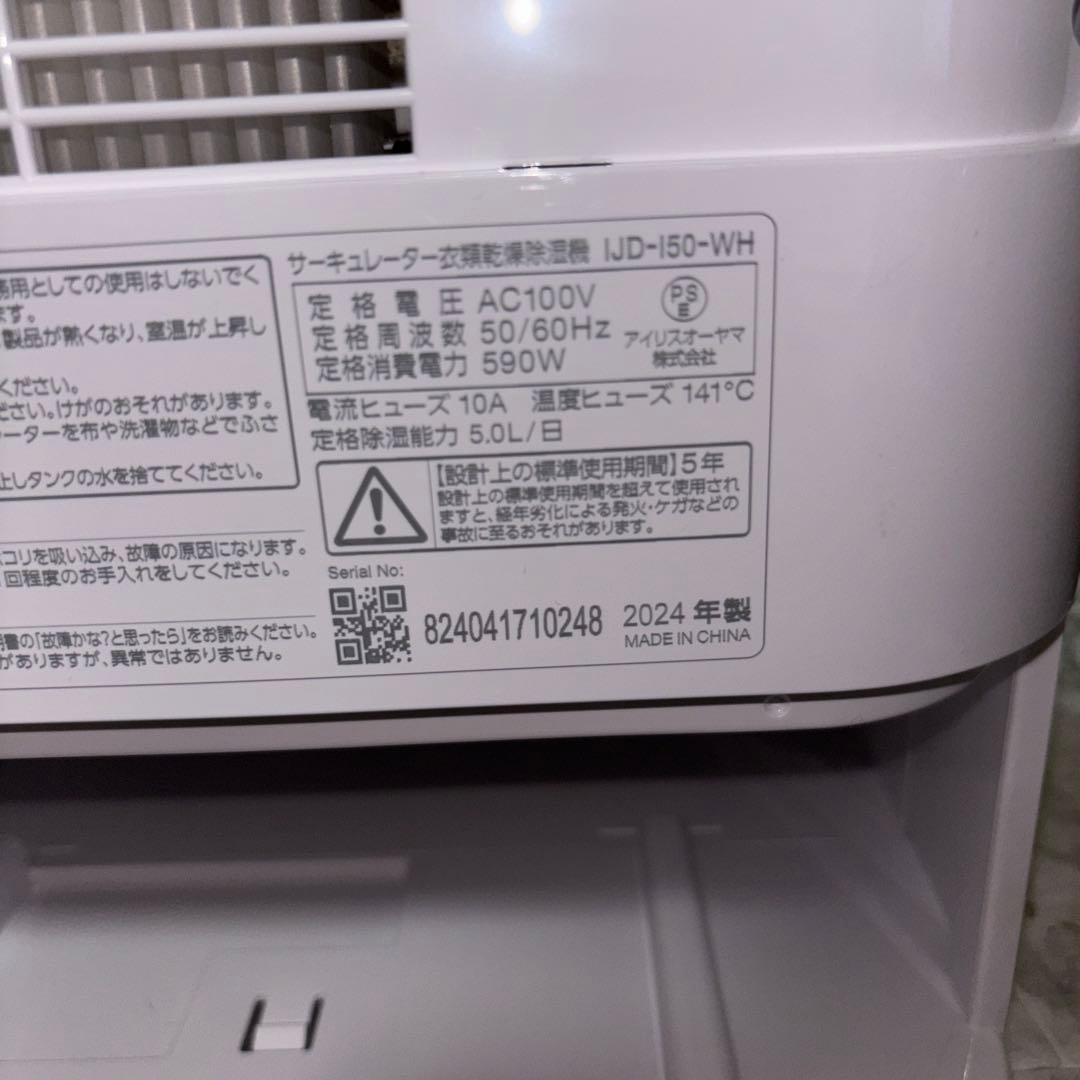 務用としての使用はしないでく
ます。
製品が熱くなり、室温が上昇し
ください。
ださい。けがのおそれがあります。
レーターを布や洗濯物などでふさ
止しタンクの水を捨ててください。
ホコリを吸い込み、故障の原因になります。
回程度のお手入れをしてください。
明書の「故障かな?と思ったら」をお読みください。
がありますが、異常ではありません。
サーキュレーター衣類乾燥除湿機 IJD-I50-WH
定格電圧 AC100V
定格周波数 50/60Hz
定格消費電力 590W
PS
E
アイリスオーヤマ
株式会社
電流ヒューズ 10A 温度ヒューズ 141°C
定格除湿能力 5.0L/日
【設計上の標準使用期間】5年
設計上の標準使用期間を超えて使用され
ますと、経年劣化による発火・ケガなどの
事故に至るおそれがあります。
Serial No:
824041710248
2024 年製
MADE IN CHINA